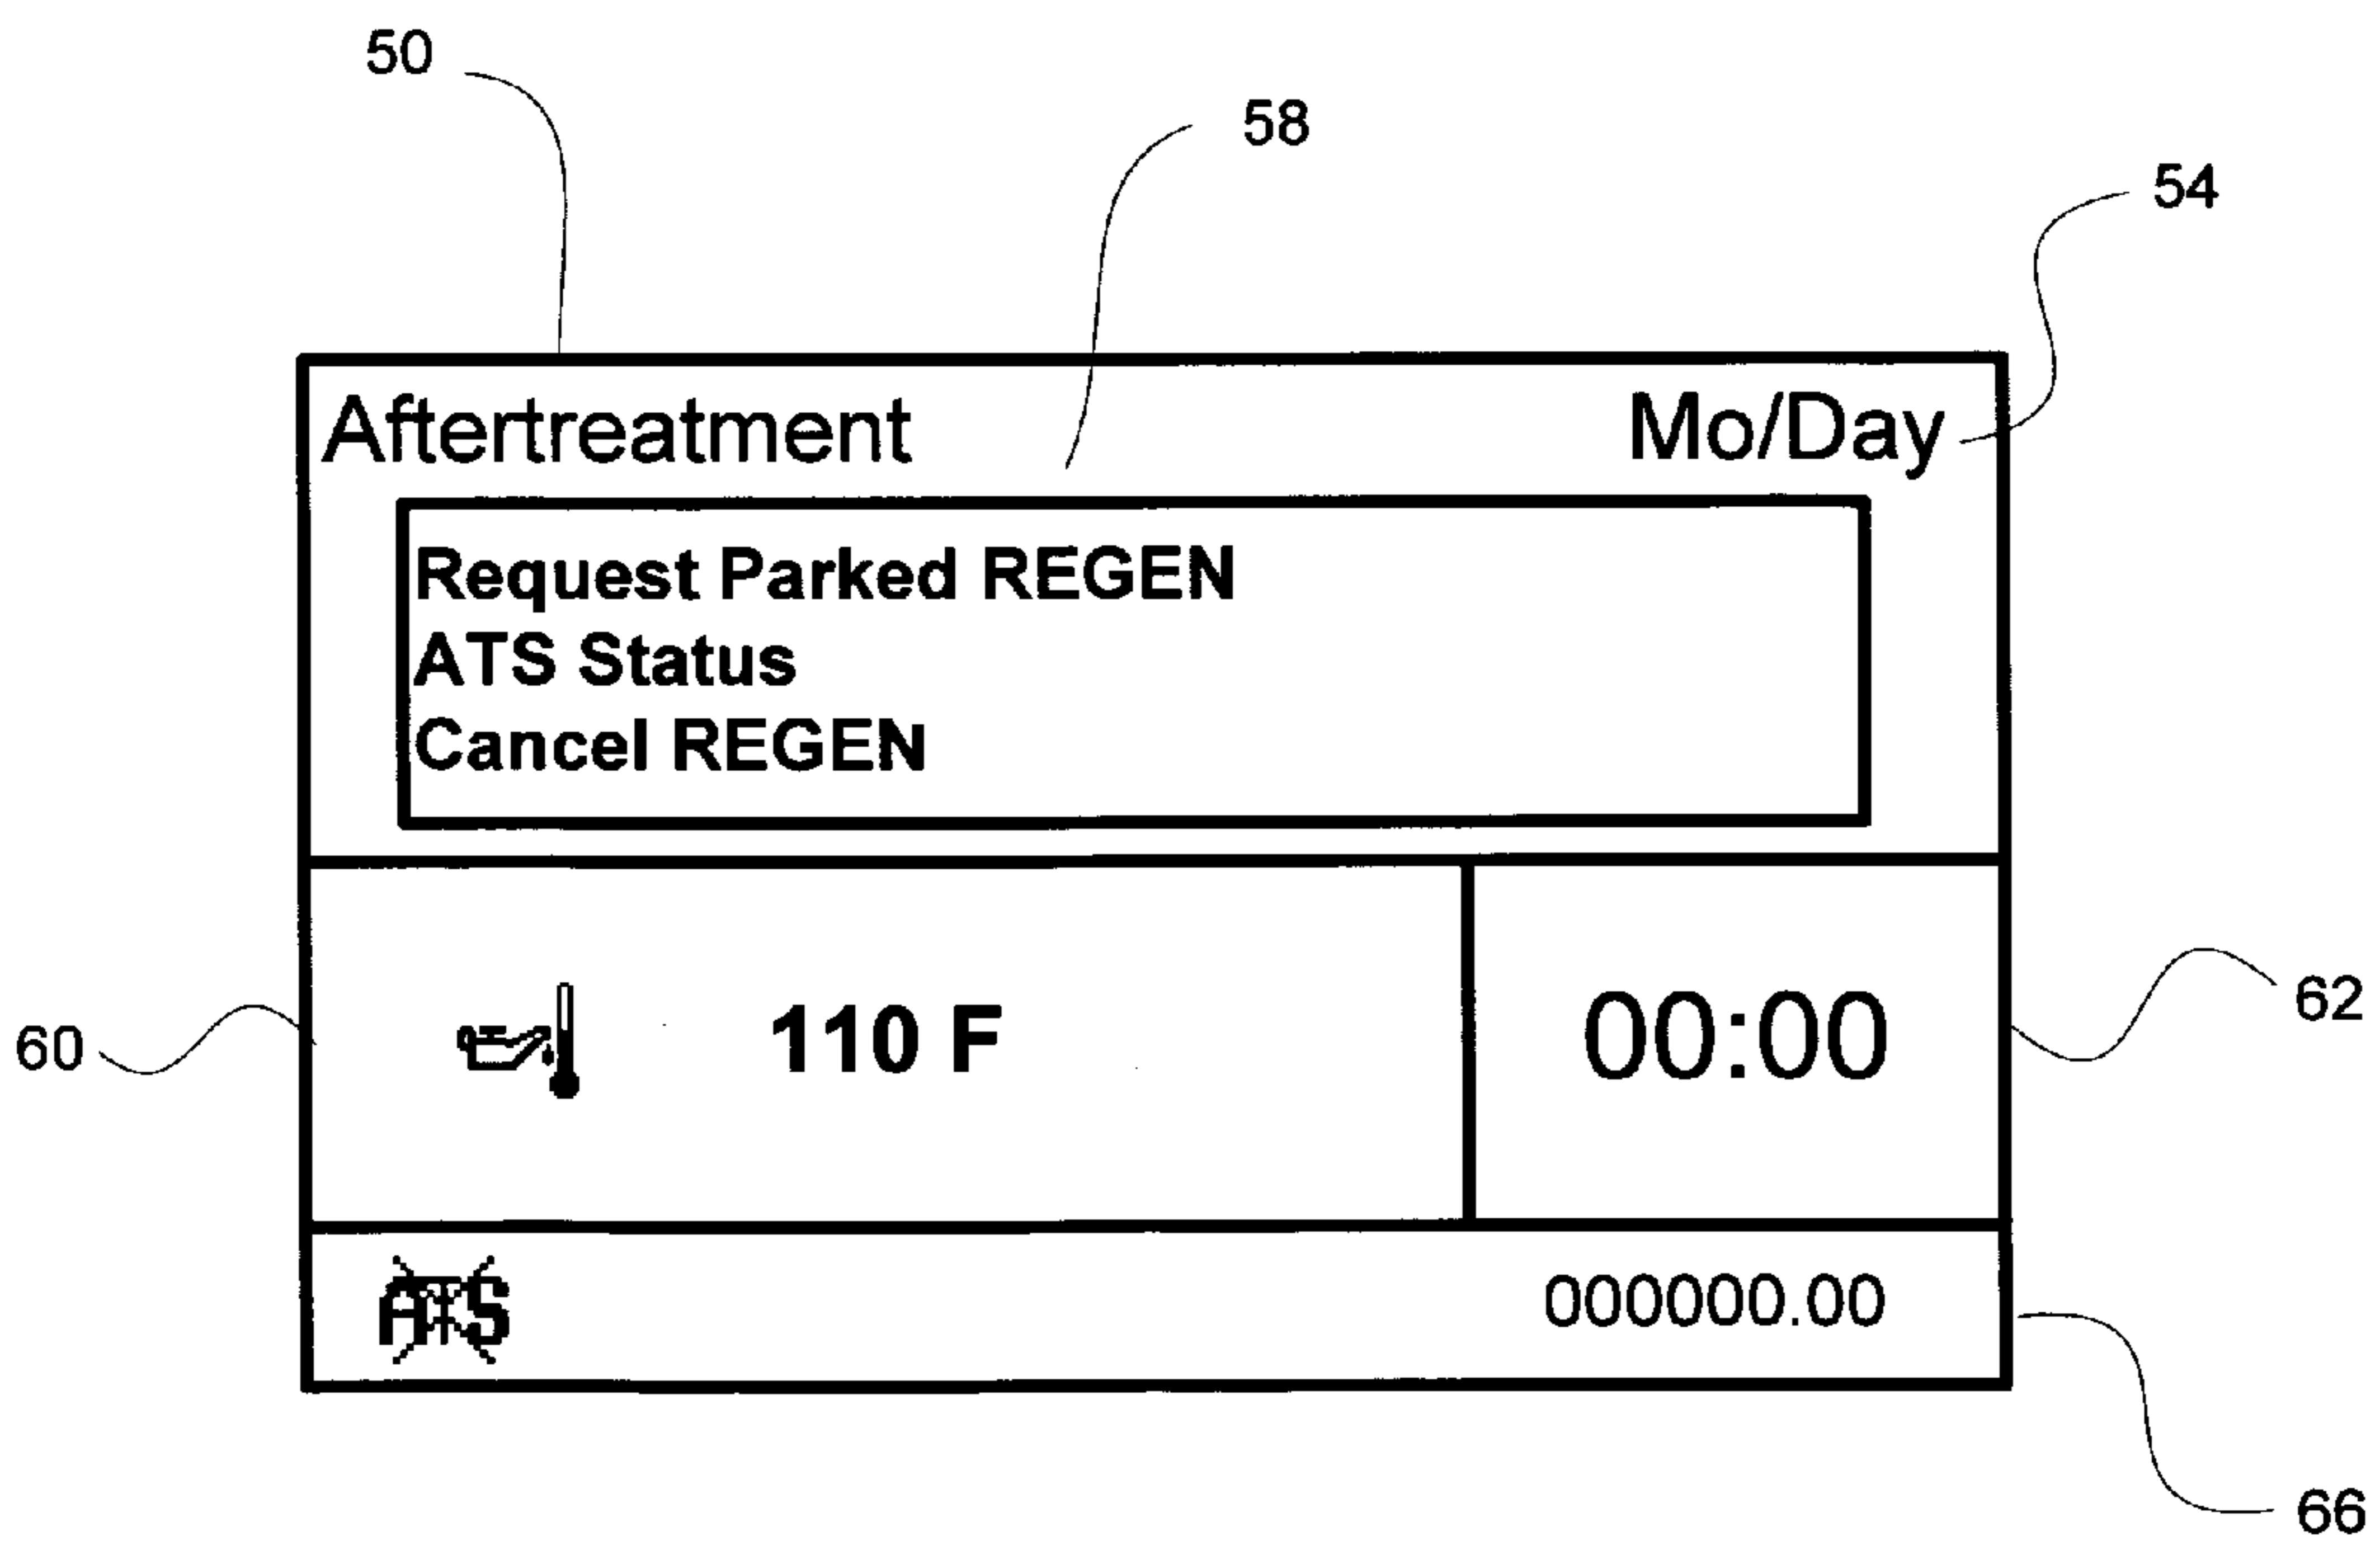 50
58
54
Aftertreatment Mo/Day
Request Parked REGEN
ATS Status
Cancel REGEN
60
110 F
00:00
62
ATS
000000.00
66